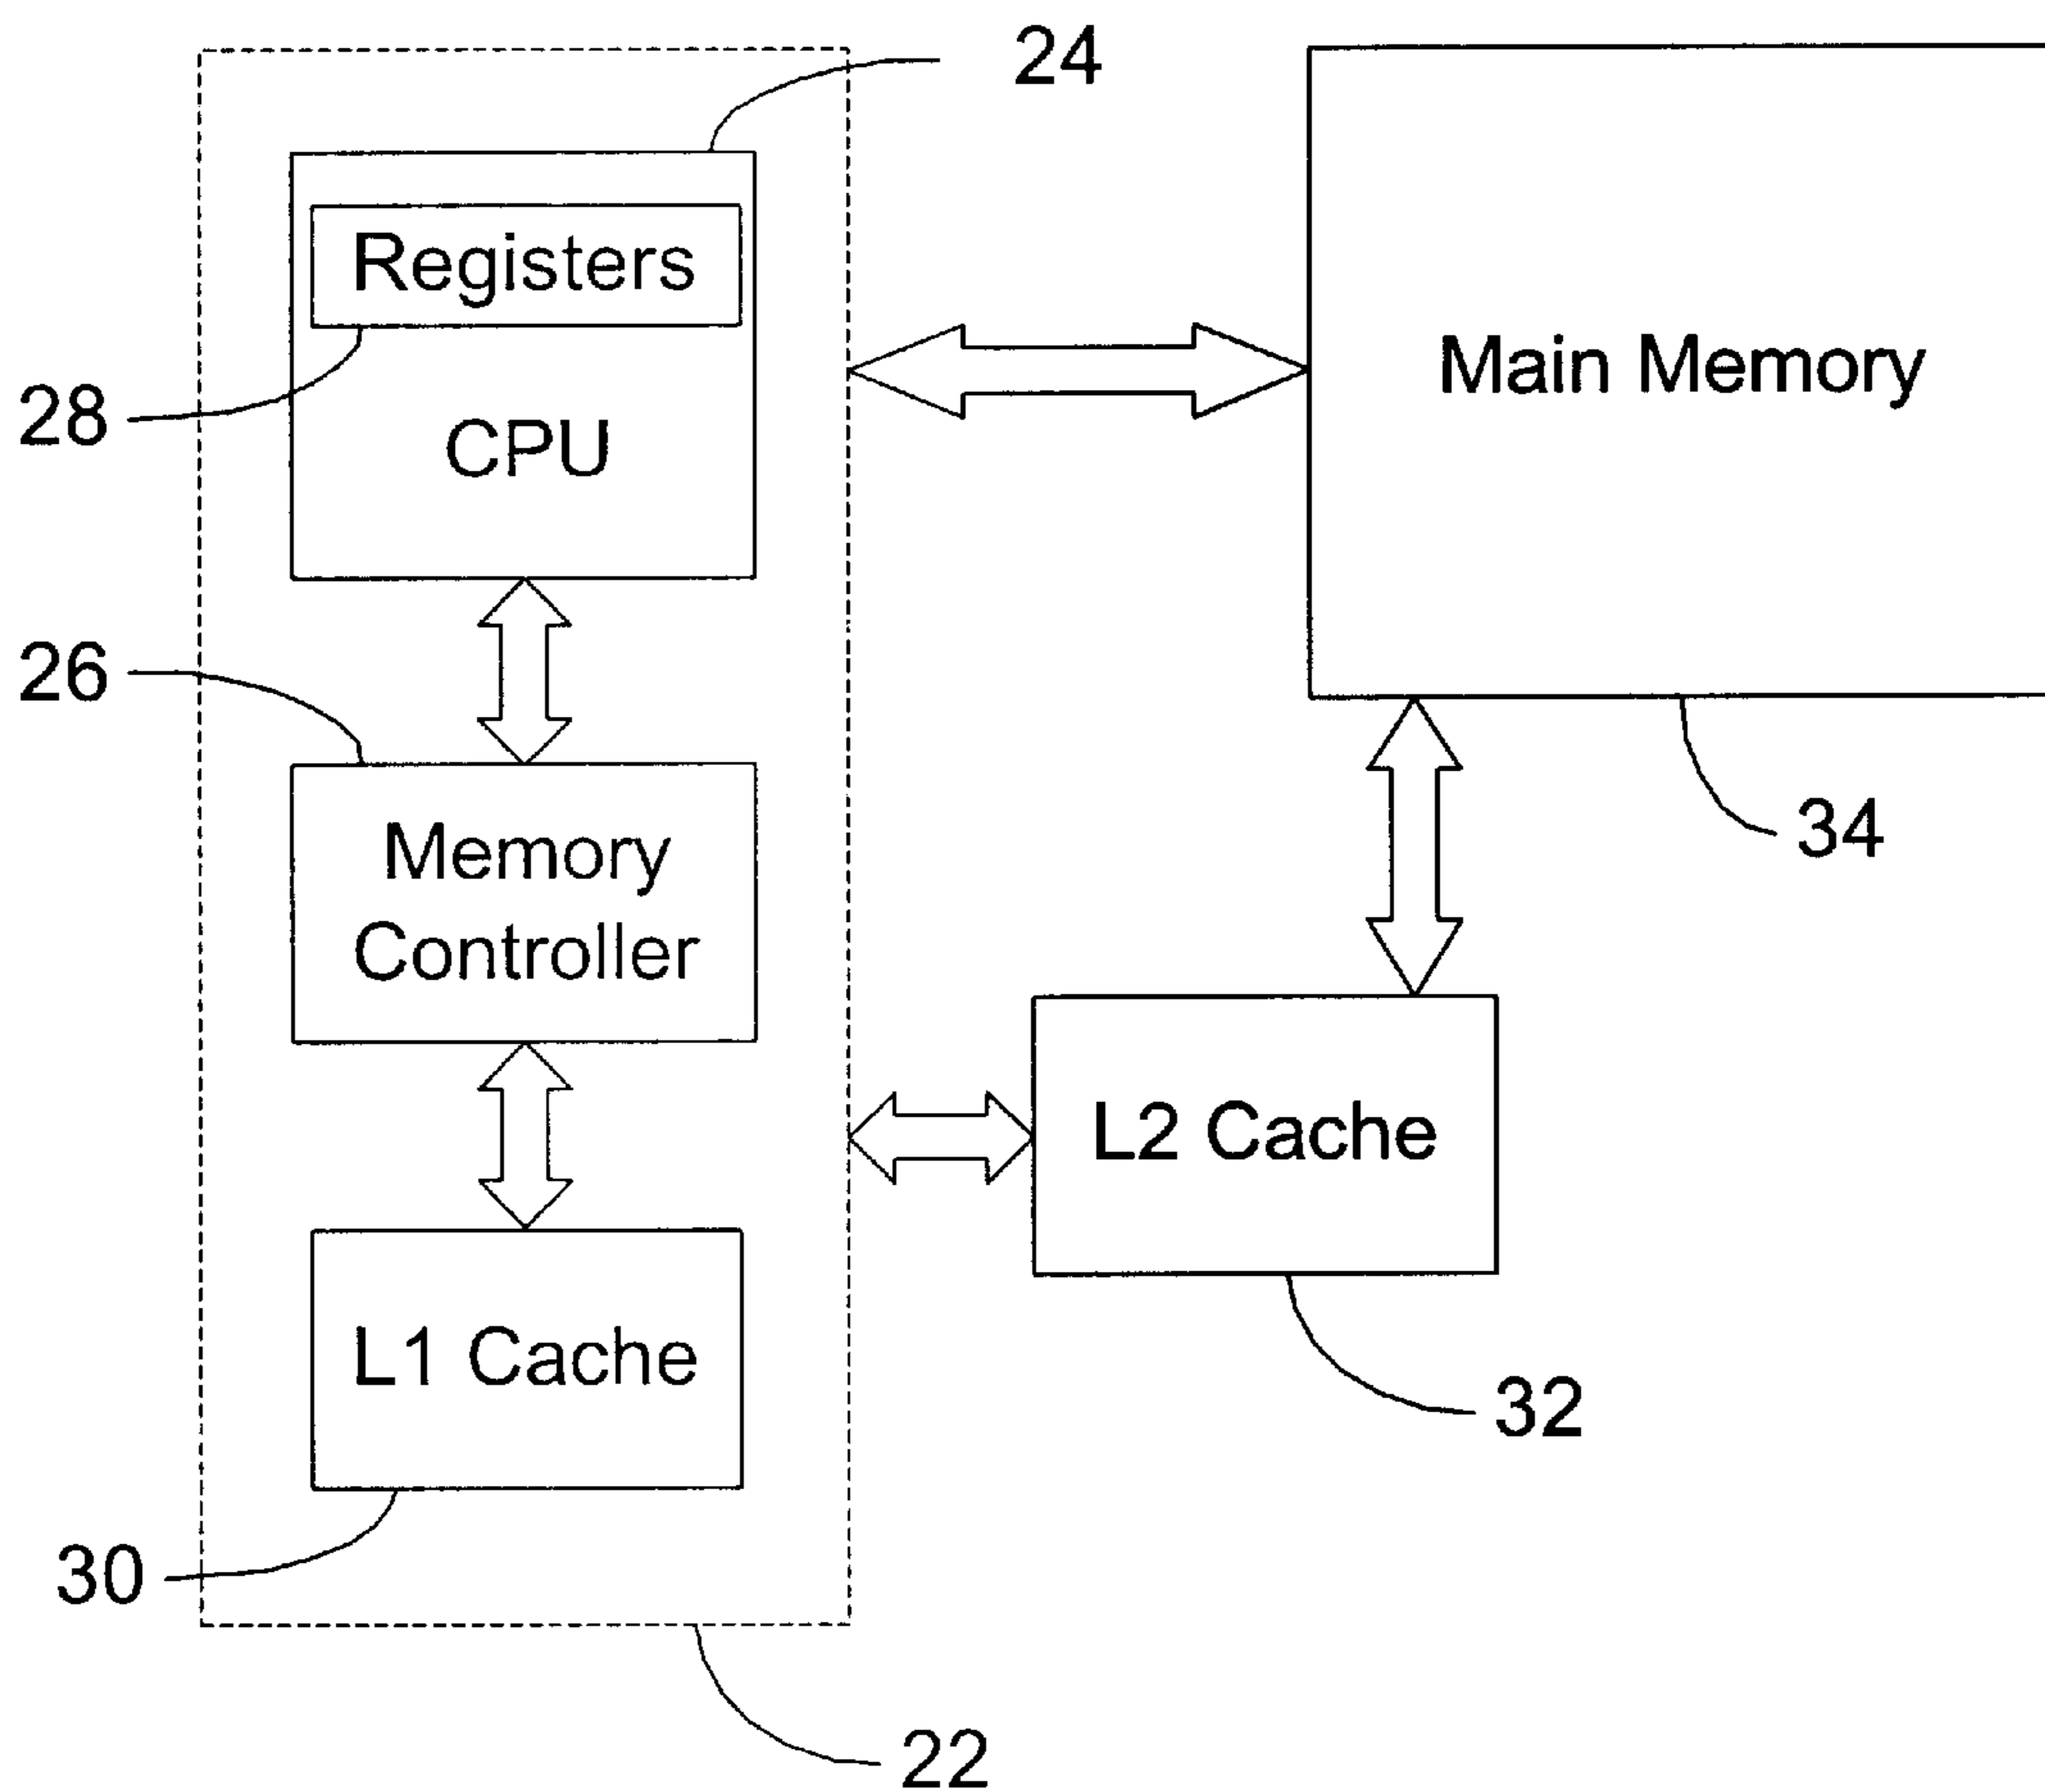 24
Registers
Main Memory
28
CPU
26
34
Memory
Controller
L2 Cache
L1 Cache
32
30
22